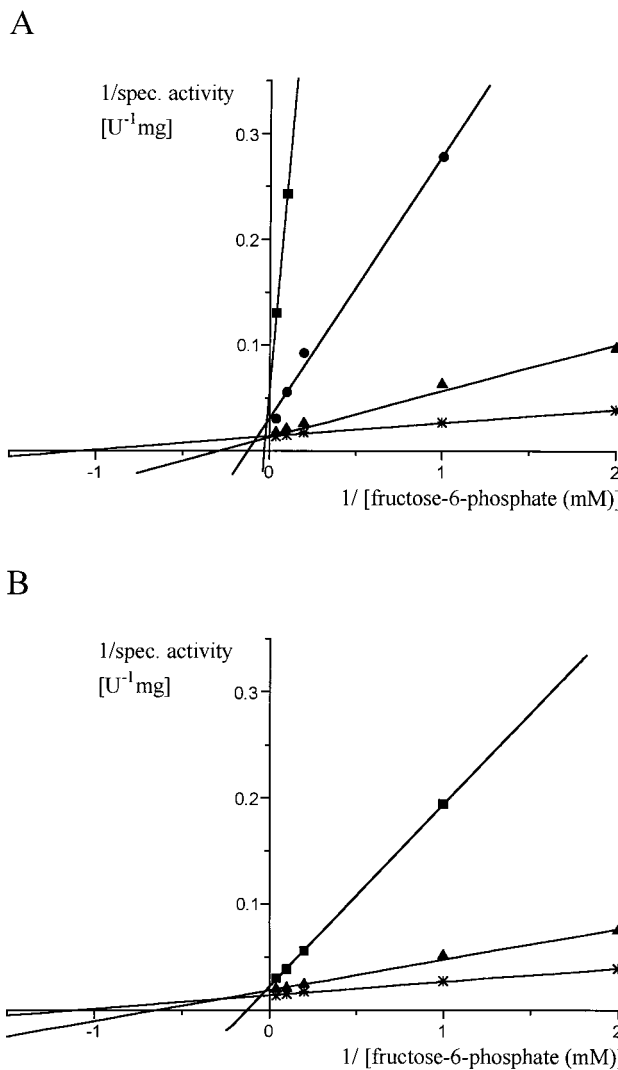 A
1/spec. activity
[U⁻¹mg]
0.3
0.2
0.1
-1
0
1
2
1/ [fructose-6-phosphate (mM)]
B
1/spec. activity
[U⁻¹mg]
0.3
0.2
0.1
-1
0
1
2
1/ [fructose-6-phosphate (mM)]